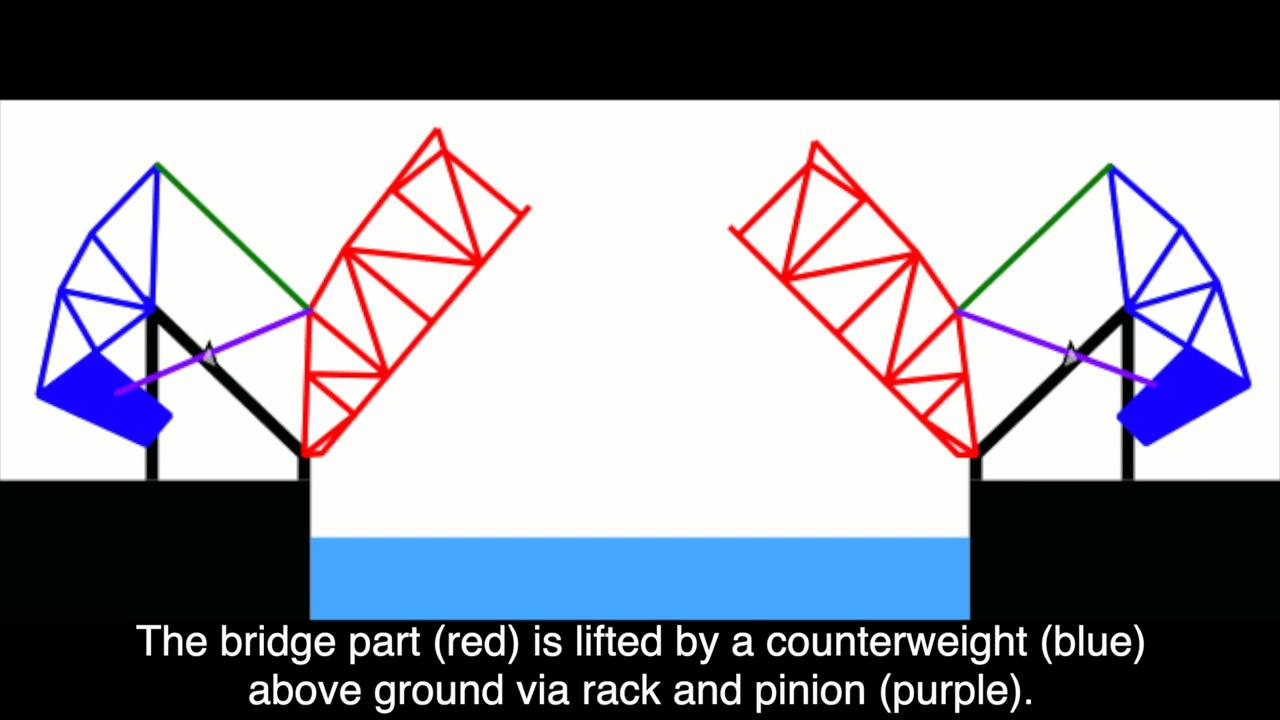 The bridge part (red) is lifted by a counterweight (blue)
above ground via rack and pinion (purple).